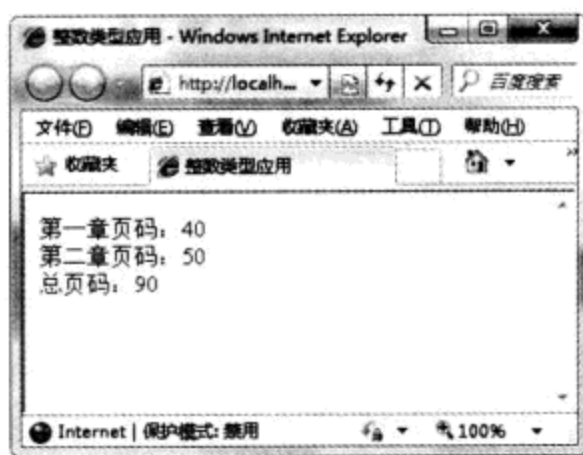 整数类型应用 - Windows Internet Explorer
http://localh... 百度搜索
文件(F) 编辑(E) 查看(V) 收藏夹(A) 工具(T) 帮助(H)
收藏夹 整数类型应用
第一章页码：40
第二章页码：50
总页码：90
Internet | 保护模式: 禁用 100%